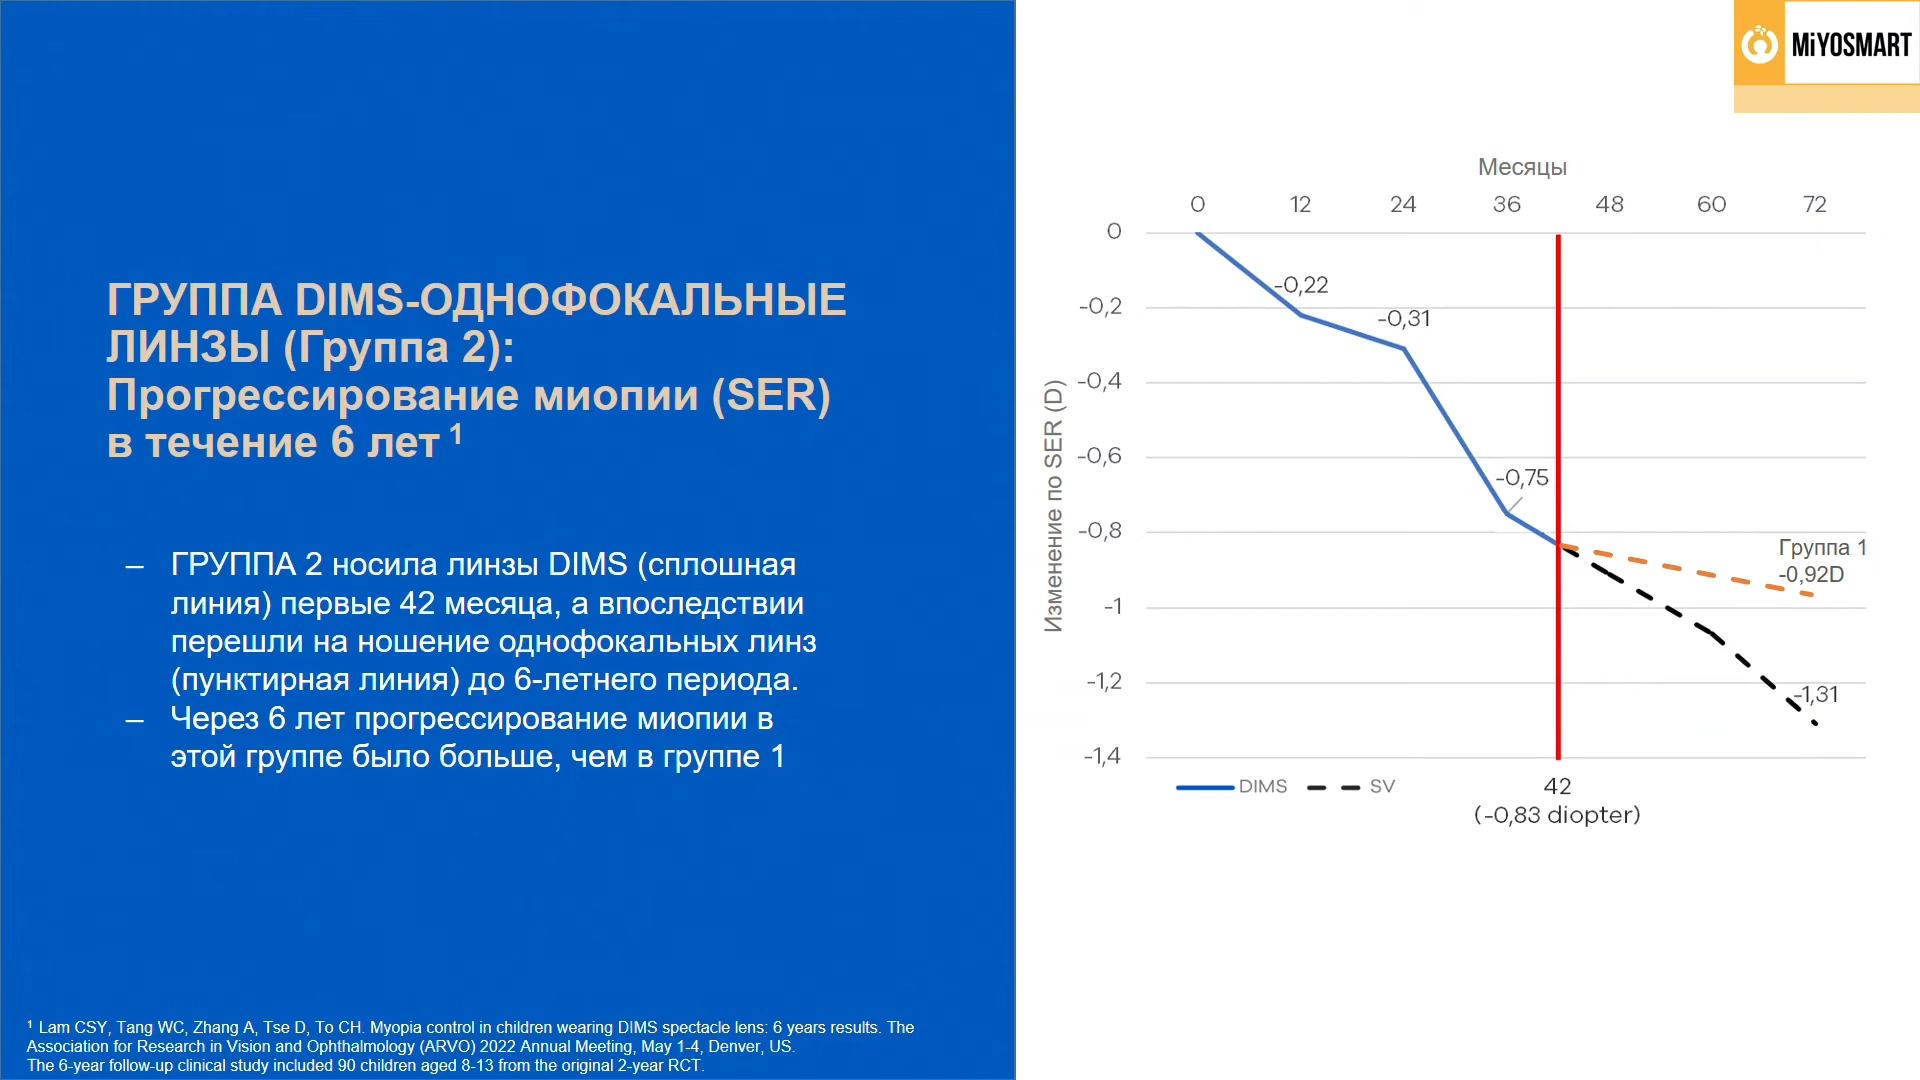 ГРУППА DIMS-ОДНОФОКАЛЬНЫЕ
ЛИНЗЫ (Группа 2):
Прогрессирование миопии (SER)
в течение 6 лет 1
– ГРУППА 2 носила линзы DIMS (сплошная
линия) первые 42 месяца, а впоследствии
перешли на ношение однофокальных линз
(пунктирная линия) до 6-летнего периода.
– Через 6 лет прогрессирование миопии в
этой группе было больше, чем в группе 1
1 Lam CSY, Tang WC, Zhang A, Tse D, To CH. Myopia control in children wearing DIMS spectacle lens: 6 years results. The
Association for Research in Vision and Ophthalmology (ARVO) 2022 Annual Meeting, May 1-4, Denver, US.
The 6-year follow-up clinical study included 90 children aged 8-13 from the original 2-year RCT.
MiYOSMART
Месяцы
0 12 24 36 48 60 72
Изменение по SER (D)
0
-0,2
-0,4
-0,6
-0,8
-1
-1,2
-1,4
-0,22
-0,31
-0,75
Группа 1
-0,92D
-1,31
DIMS SV
42
(-0,83 diopter)